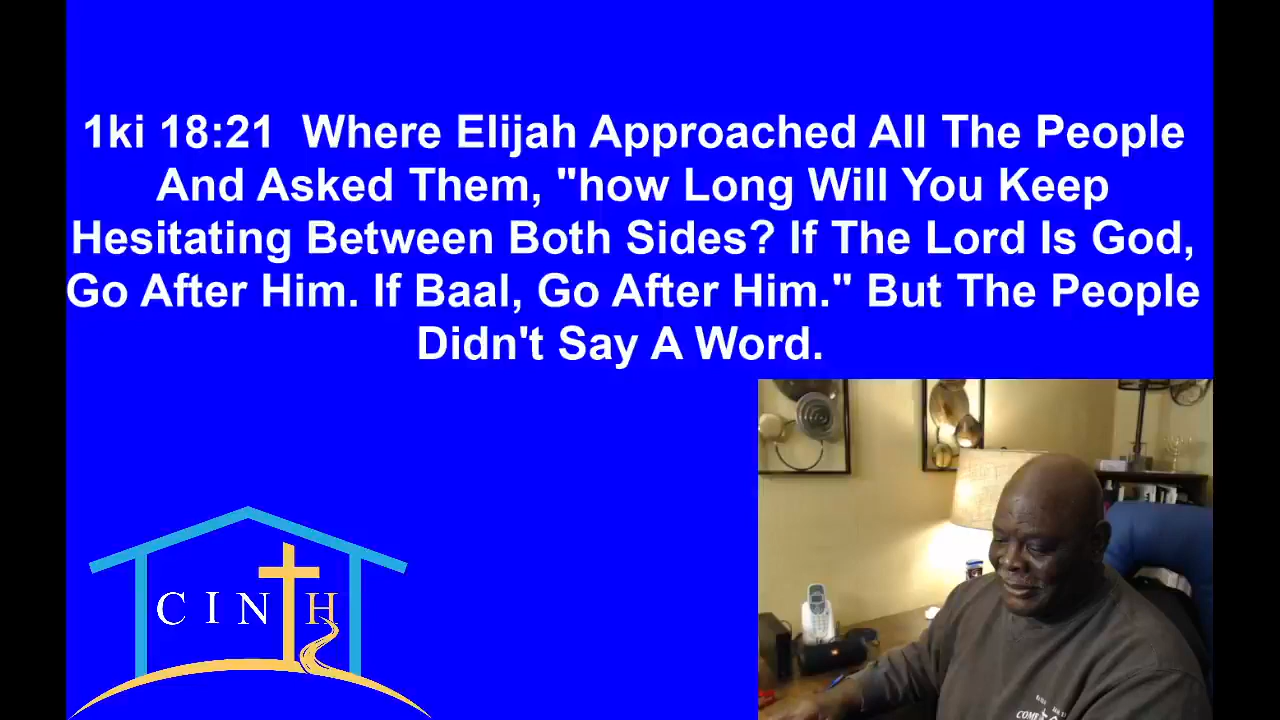 1ki 18:21  Where Elijah Approached All The People
And Asked Them, "how Long Will You Keep
Hesitating Between Both Sides? If The Lord Is God,
Go After Him. If Baal, Go After Him." But The People
Didn't Say A Word.
C I N H